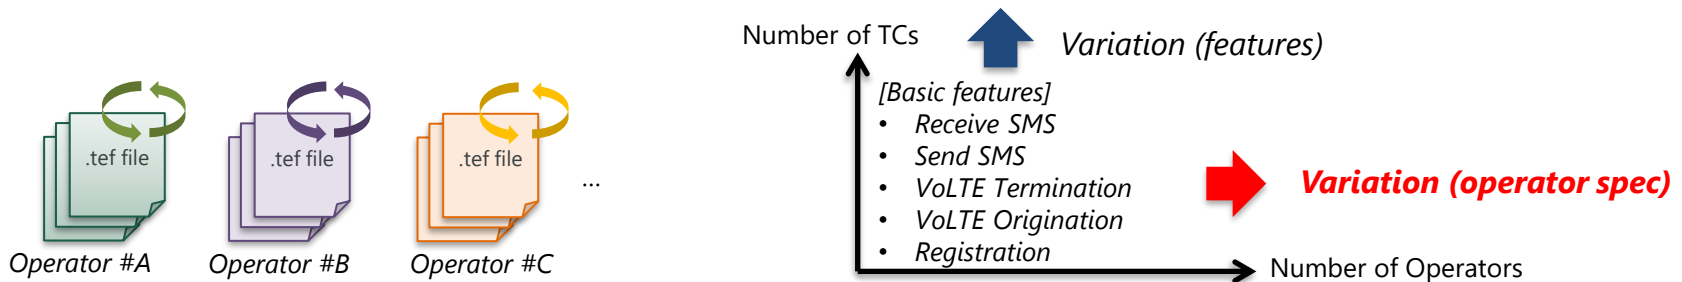 .tef file
.tef file
.tef file
...
Operator #A
Operator #B
Operator #C
Number of TCs
Variation (features)
[Basic features]
• Receive SMS
• Send SMS
• VoLTE Termination
• VoLTE Origination
• Registration
Variation (operator spec)
Number of Operators